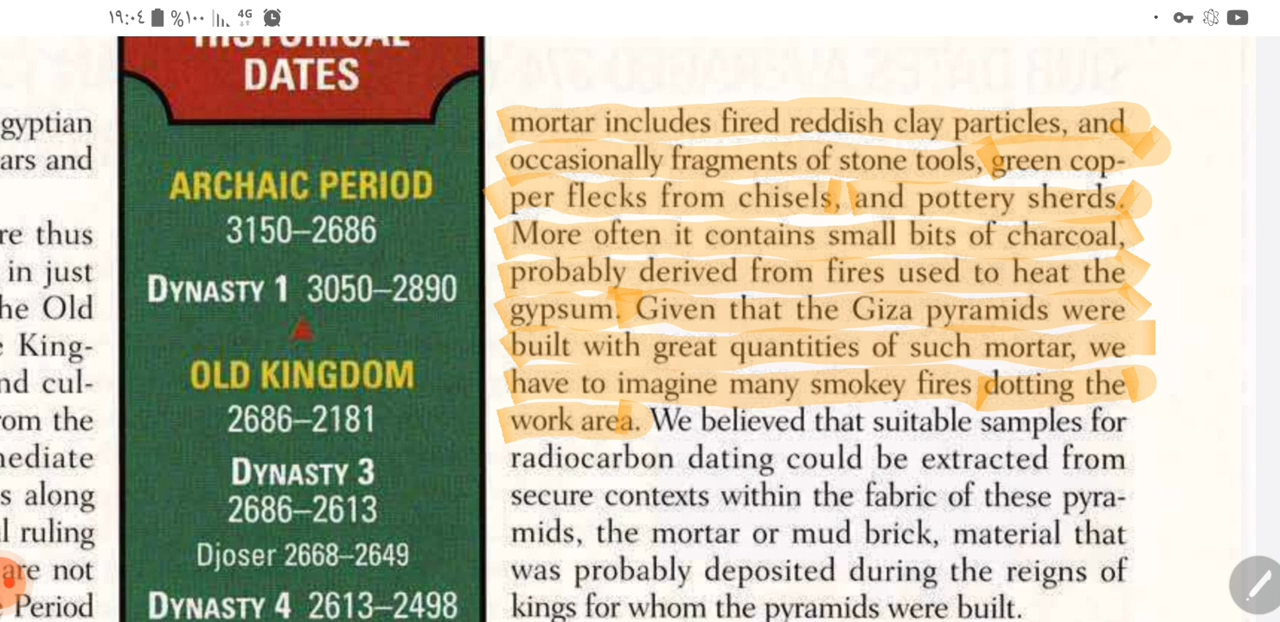 ١٩:٠٤ %١٠٠ 4G
gyptian
ars and
re thus
in just
he Old
King-
nd cul-
rom the
nediate
s along
l ruling
are not
Period
HISTORICAL
DATES
ARCHAIC PERIOD
3150–2686
DYNASTY 1 3050–2890
OLD KINGDOM
2686–2181
DYNASTY 3
2686–2613
Djoser 2668–2649
DYNASTY 4 2613–2498
mortar includes fired reddish clay particles, and
occasionally fragments of stone tools, green cop-
per flecks from chisels, and pottery sherds.
More often it contains small bits of charcoal,
probably derived from fires used to heat the
gypsum. Given that the Giza pyramids were
built with great quantities of such mortar, we
have to imagine many smokey fires dotting the
work area. We believed that suitable samples for
radiocarbon dating could be extracted from
secure contexts within the fabric of these pyra-
mids, the mortar or mud brick, material that
was probably deposited during the reigns of
kings for whom the pyramids were built.